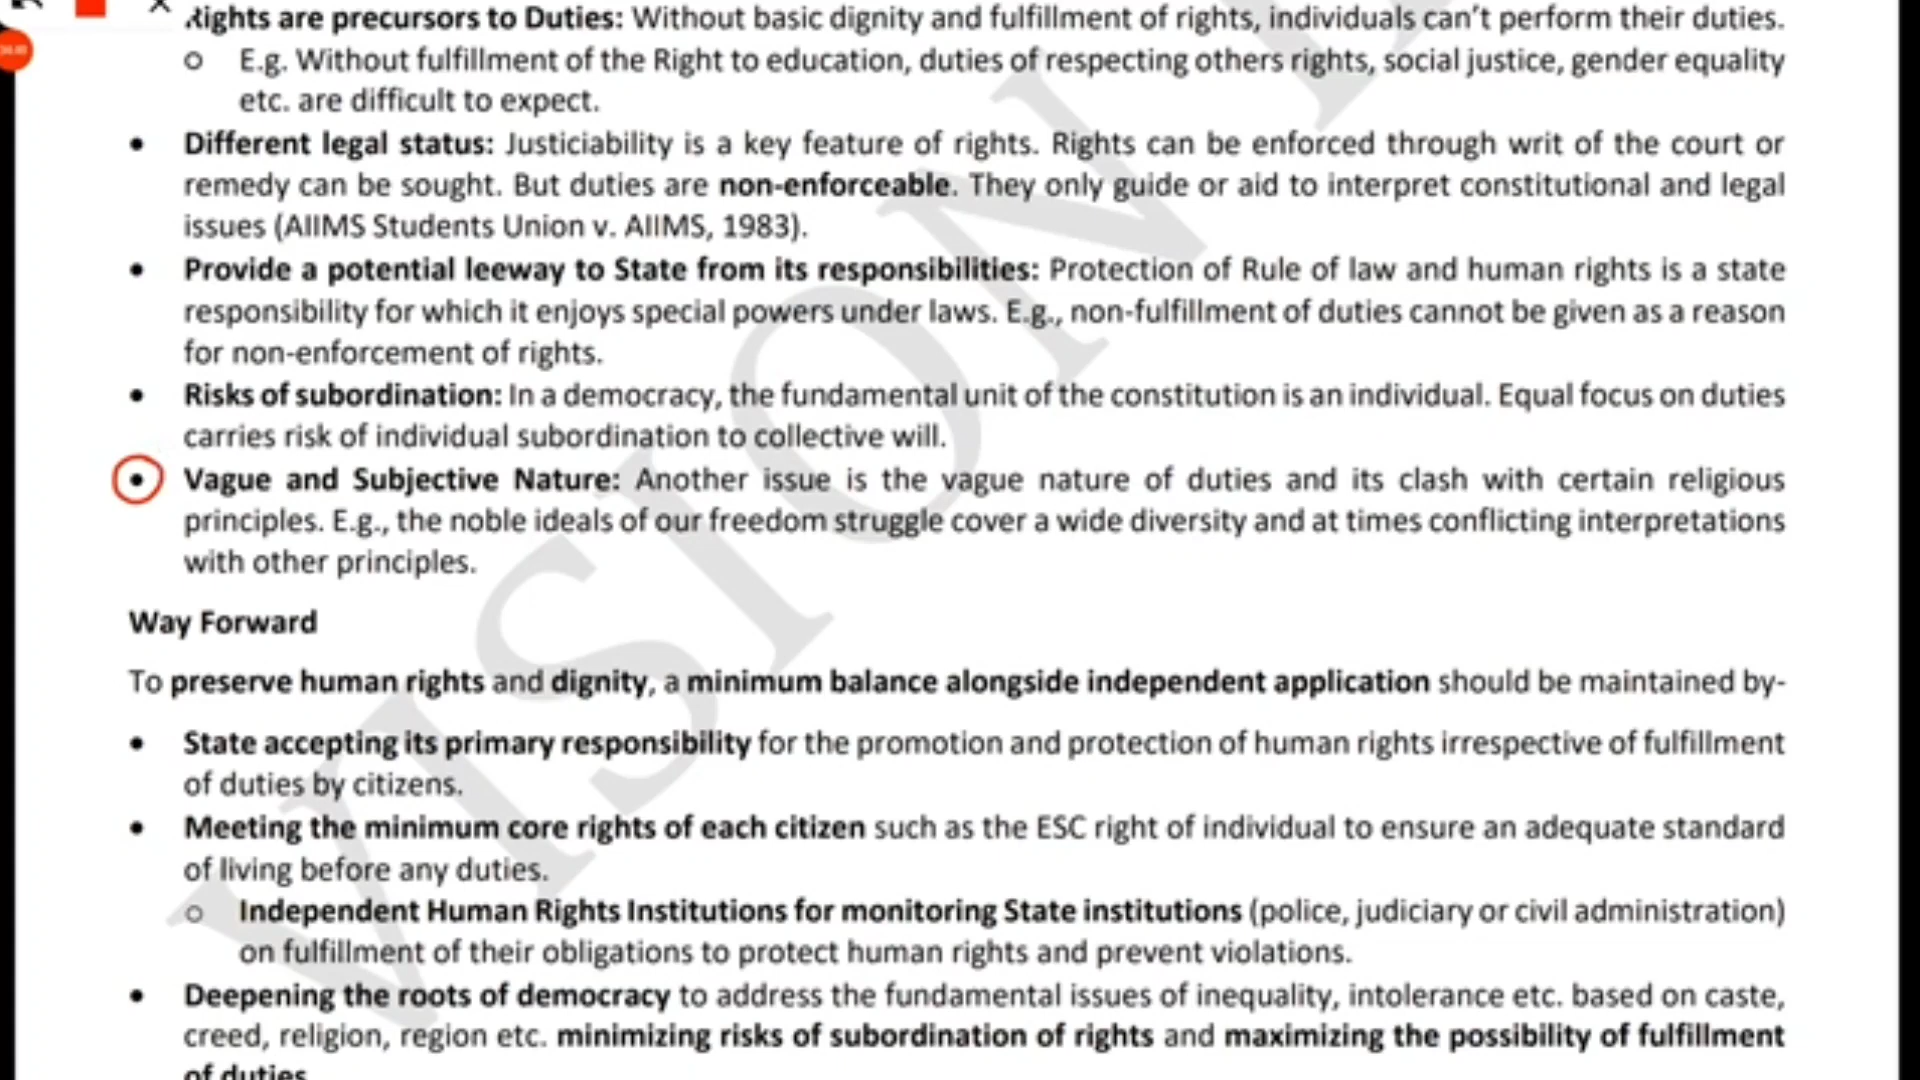 Rights are precursors to Duties: Without basic dignity and fulfillment of rights, individuals can't perform their duties.
o E.g. Without fulfillment of the Right to education, duties of respecting others rights, social justice, gender equality
etc. are difficult to expect.
• Different legal status: Justiciability is a key feature of rights. Rights can be enforced through writ of the court or
remedy can be sought. But duties are non-enforceable. They only guide or aid to interpret constitutional and legal
issues (AIIMS Students Union v. AIIMS, 1983).
• Provide a potential leeway to State from its responsibilities: Protection of Rule of law and human rights is a state
responsibility for which it enjoys special powers under laws. E.g., non-fulfillment of duties cannot be given as a reason
for non-enforcement of rights.
• Risks of subordination: In a democracy, the fundamental unit of the constitution is an individual. Equal focus on duties
carries risk of individual subordination to collective will.
• Vague and Subjective Nature: Another issue is the vague nature of duties and its clash with certain religious
principles. E.g., the noble ideals of our freedom struggle cover a wide diversity and at times conflicting interpretations
with other principles.
Way Forward
To preserve human rights and dignity, a minimum balance alongside independent application should be maintained by-
• State accepting its primary responsibility for the promotion and protection of human rights irrespective of fulfillment
of duties by citizens.
• Meeting the minimum core rights of each citizen such as the ESC right of individual to ensure an adequate standard
of living before any duties.
o Independent Human Rights Institutions for monitoring State institutions (police, judiciary or civil administration)
on fulfillment of their obligations to protect human rights and prevent violations.
• Deepening the roots of democracy to address the fundamental issues of inequality, intolerance etc. based on caste,
creed, religion, region etc. minimizing risks of subordination of rights and maximizing the possibility of fulfillment
of duties
VISION